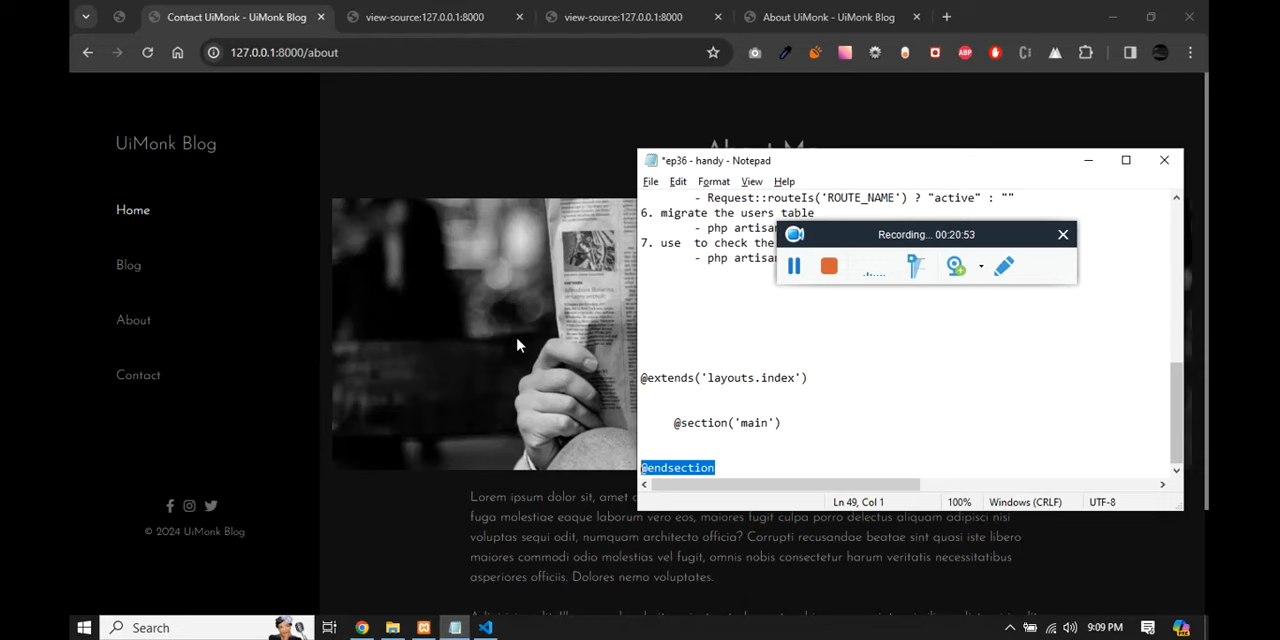 Contact UiMonk - UiMonk Blog
view-source:127.0.0.1:8000
view-source:127.0.0.1:8000
About UiMonk - UiMonk Blog
127.0.0.1:8000/about
ABP
UiMonk Blog
Home
Blog
About
Contact
© 2024 UiMonk Blog
About Me
*ep36 - handy - Notepad
File Edit Format View Help
- Request::routeIs('ROUTE_NAME') ? "active" : ""
6. migrate the users table
- php artisa
7. use to check the
- php artisa
Recording... 00:20:53
@extends('layouts.index')
@section('main')
@endsection
Ln 49, Col 1 100% Windows (CRLF) UTF-8
Lorem ipsum dolor sit, amet
fuga molestiae eaque laborum vero eos, maiores fugit culpa porro delectus aliquam adipisci nisi
voluptas sequi odit, numquam architecto officia? Corrupti recusandae beatae sint quasi iste libero
maiores commodi odio molestias vel fugit, omnis nobis consectetur harum veritatis necessitatibus
asperiores officiis. Dolores nemo voluptates.
Search
9:09 PM